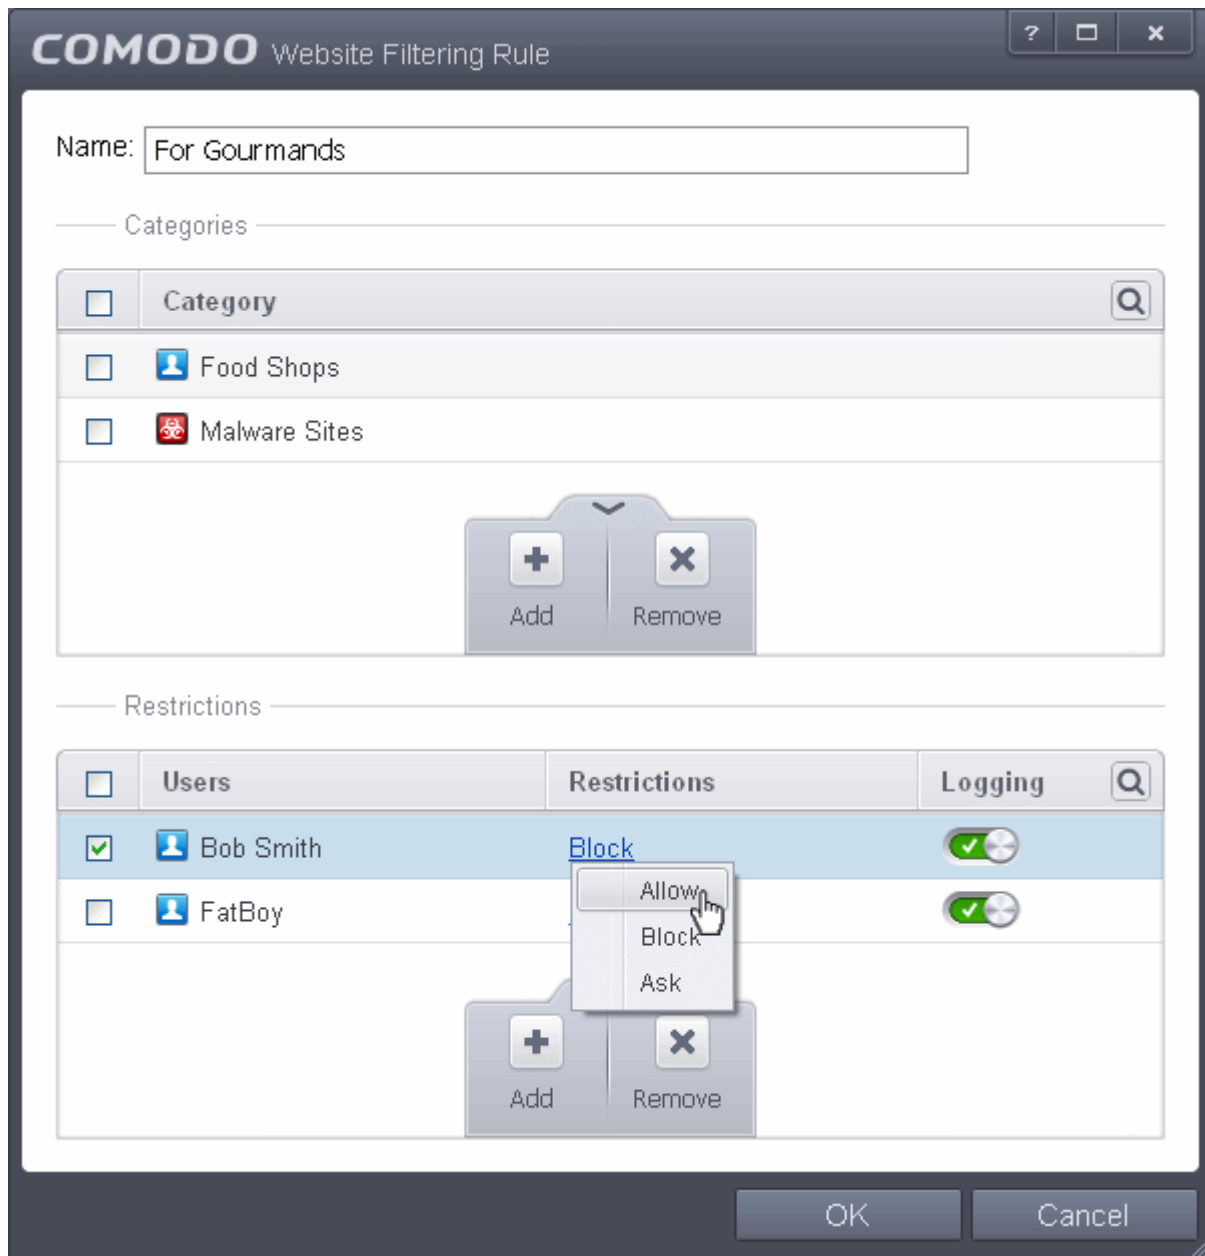 COMODO Website Filtering Rule
?
Name: For Gourmands
Categories
Category
Food Shops
Malware Sites
Add Remove
Restrictions
Users Restrictions Logging
Bob Smith Block
Allow
FatBoy
Block
Ask
Add Remove
OK Cancel